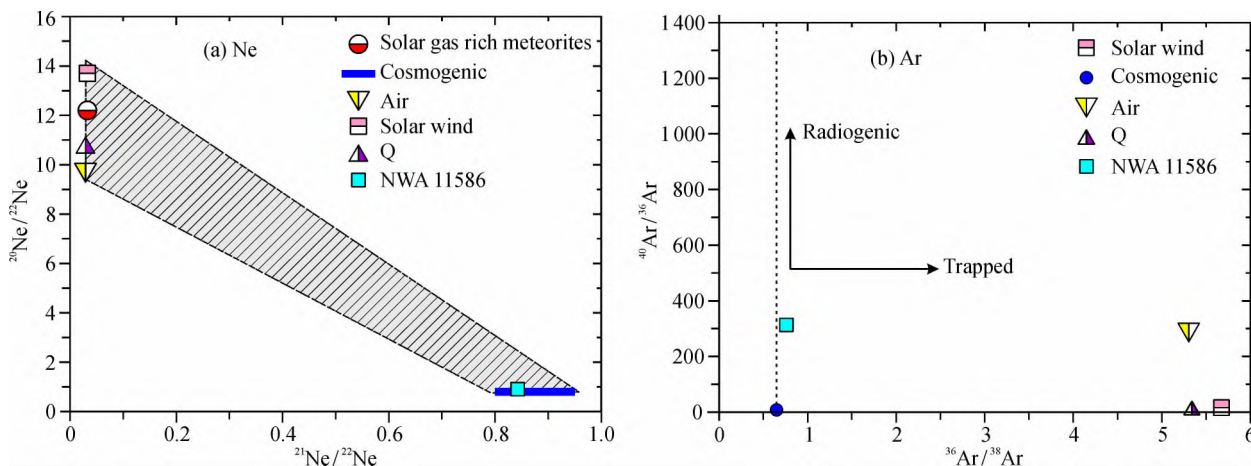 (a) Ne
Solar gas rich meteorites
Cosmogenic
Air
Solar wind
Q
NWA 11586
16
14
12
10
8
6
4
2
0
²⁰Ne/²²Ne
0 0.2 0.4 0.6 0.8 1.0
²¹Ne/²²Ne
(b) Ar
Solar wind
Cosmogenic
Air
Q
NWA 11586
Radiogenic
Trapped
1400
1200
1000
800
600
400
200
0
⁴⁰Ar/³⁶Ar
1 2 3 4 5 6
³⁶Ar/³⁸Ar